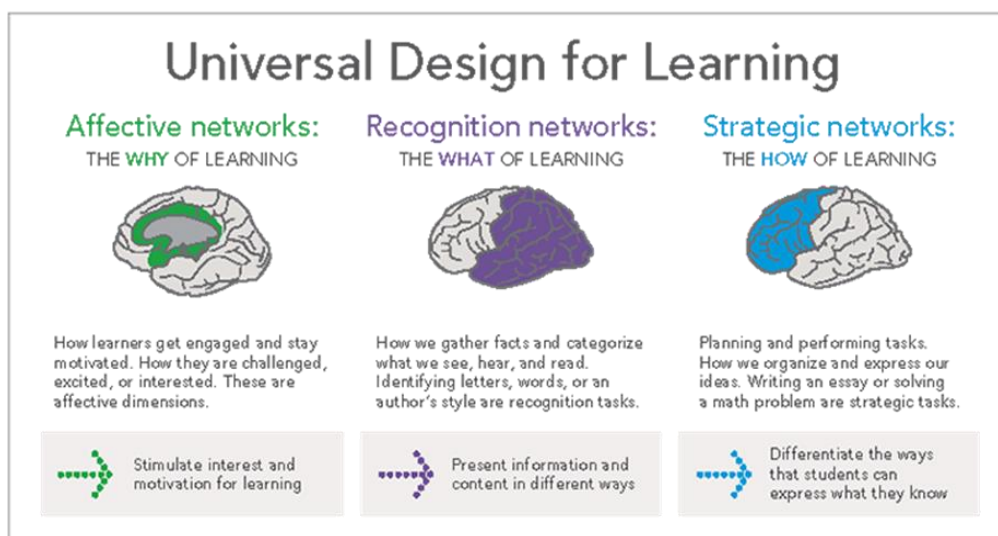 Universal Design for Learning
Affective networks:
THE WHY OF LEARNING
How learners get engaged and stay
motivated. How they are challenged,
excited, or interested. These are
affective dimensions.
Stimulate interest and
motivation for learning
Recognition networks:
THE WHAT OF LEARNING
How we gather facts and categorize
what we see, hear, and read.
Identifying letters, words, or an
author's style are recognition tasks.
Present information and
content in different ways
Strategic networks:
THE HOW OF LEARNING
Planning and performing tasks.
How we organize and express our
ideas. Writing an essay or solving
a math problem are strategic tasks.
Differentiate the ways
that students can
express what they know